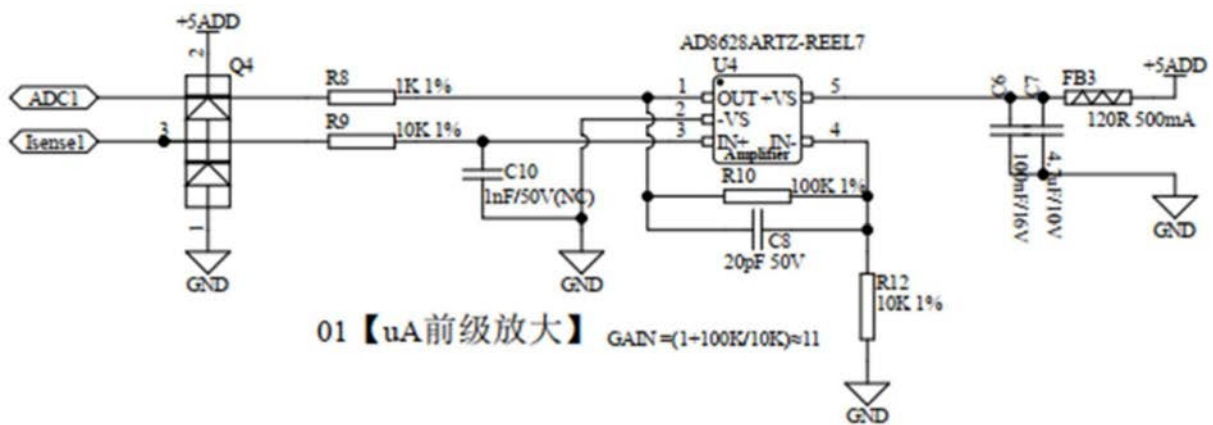 +5ADD
2
Q4
ADC1
Isense1
3
1
GND
R8
1K 1%
R9
10K 1%
C10
1nF/50V(NC)
GND
AD8628ARTZ-REEL7
U4
1
OUT
+VS
5
2
-VS
3
IN+
IN-
4
Amplifier
R10
100K 1%
C8
20pF 50V
R12
10K 1%
GND
C6
100nF/16V
C7
4.7uF/10V
FB3
120R 500mA
+5ADD
GND
01【uA前级放大】 GAIN=(1+100K/10K)≈11